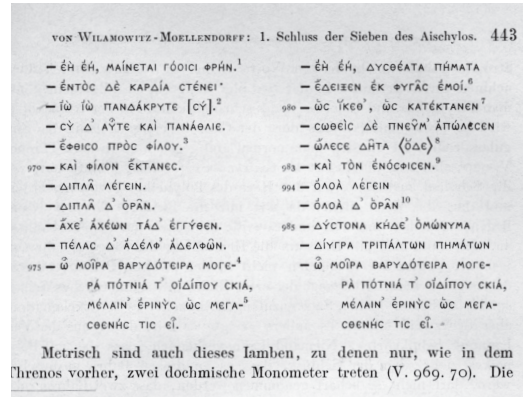 VON WILAMOWITZ-MOELLENDORFF: 1. Schluss der Sieben des Aischylos. 443
— ἐὴ ἐή, μαίνεται γόοιϲι φρήν.¹
— ἐντὸϲ δὲ καρδία ϲτένει·
— ἰὼ ἰὼ πανδάκρυτε [ϲύ].²
— ϲὺ δ᾽ αὖτε καὶ πανάθλιε.
— ἔφθιϲο πρὸϲ φίλου.³
970 — καὶ φίλον ἔκτανεϲ.
— διπλᾶ λέγειν.
— διπλᾶ δ᾽ ὁρᾶν.
— ἄχε᾽ ἀχέων τάδ᾽ ἐγγύθεν.
— πέλαϲ δ᾽ ἀδέλφ᾽ ἀδελφῶν.
975 — ὦ μοῖρα βαρυδότειρα μογε-⁴
ρὰ πότνιά τ᾽ οἰδίπου ϲκιά,
μέλαιν᾽ ἐρινὺϲ ὡϲ μεγα-⁵
ϲθενήϲ τιϲ εἶ.
— ἐὴ ἐή, δυϲθέατα πήματα
— ἔδειξεν ἐκ φυγᾶϲ ἐμοί.⁶
980 — ὡϲ ἵκεθ᾽, ὡϲ κατέκτανεν⁷
— ϲωθεὶϲ δὲ πνεῦμ᾽ ἀπώλεϲεν
— ὤλεϲε δῆτα ⟨ὅδε⟩⁸
983 — καὶ τὸν ἐνόϲφιϲεν.⁹
994 — ὀλοὰ λέγειν
— ὀλοὰ δ᾽ ὁρᾶν¹⁰
985 — δύϲτονα κήδε᾽ ὁμώνυμα
— δίυγρα τριπάλτων πημάτων
— ὦ μοῖρα βαρυδότειρα μογε-
ρὰ πότνιά τ᾽ οἰδίπου ϲκιά,
μέλαιν᾽ ἐρινὺϲ ὡϲ μεγα-
ϲθενήϲ τιϲ εἶ.
Metrisch sind auch dieses Iamben, zu denen nur, wie in dem
Threnos vorher, zwei dochmische Monometer treten (V. 969. 70). Die